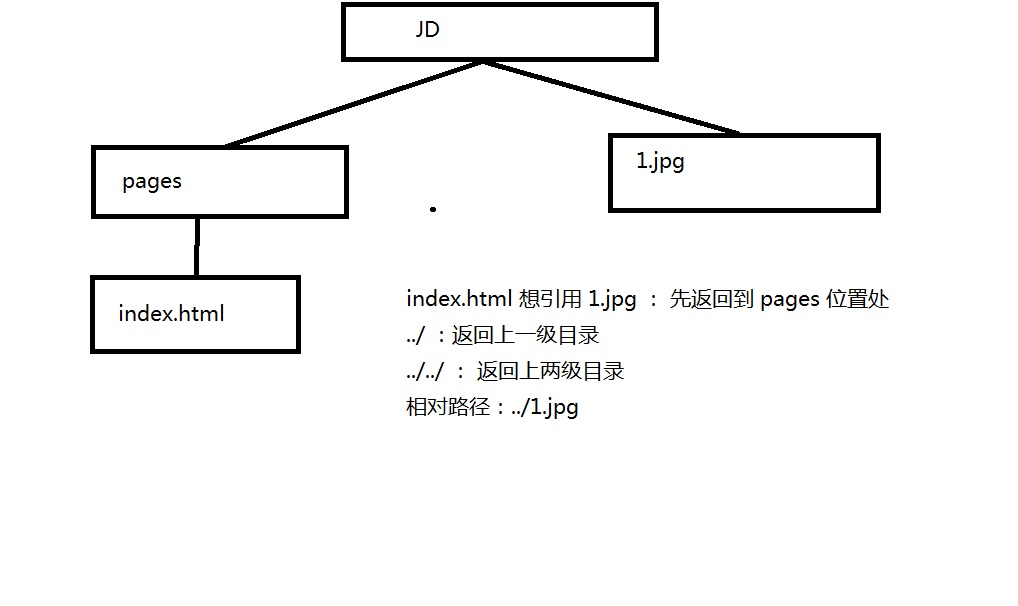 JD
pages
1.jpg
index.html
index.html 想引用 1.jpg : 先返回到 pages 位置处
../ :返回上一级目录
../../ : 返回上两级目录
相对路径:../1.jpg